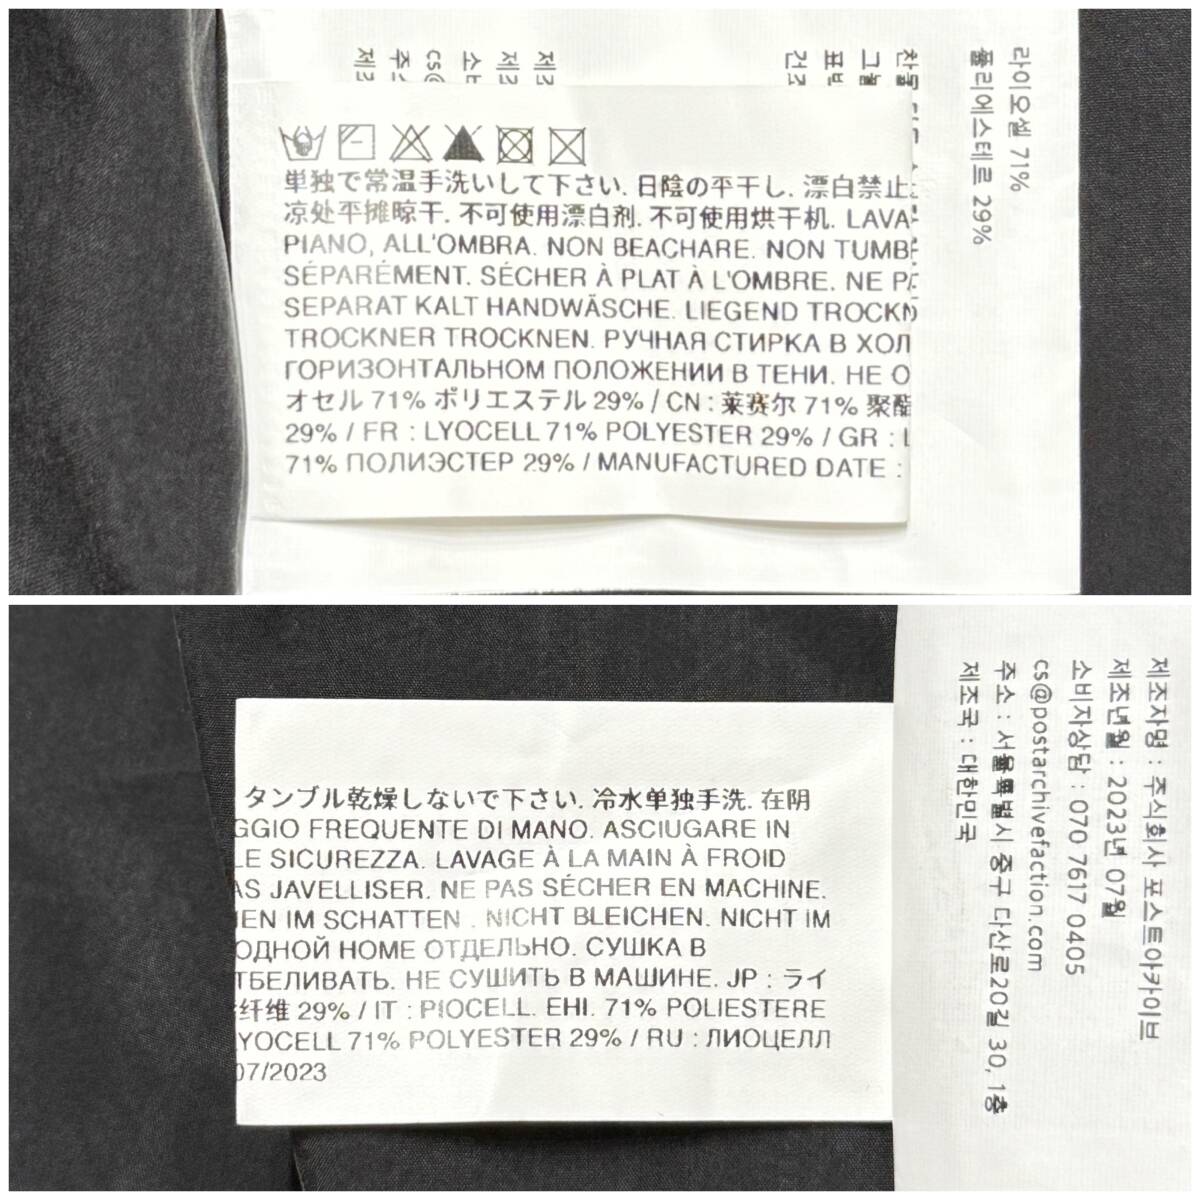 라이오셀 71%
폴리에스테르 29%
単独で常温手洗いして下さい. 日陰の平干し. 漂白禁止
凉处平摊晾干. 不可使用漂白剂. 不可使用烘干机. LAVA
PIANO, ALL'OMBRA. NON BEACHARE. NON TUMB
SÉPARÉMENT. SÉCHER À PLAT À L'OMBRE. NE PA
SEPARAT KALT HANDWÄSCHE. LIEGEND TROCKN
TROCKNER TROCKNEN. РУЧНАЯ СТИРКА В ХОЛ
ГОРИЗОНТАЛЬНОМ ПОЛОЖЕНИИ В ТЕНИ. НЕ О
オセル 71% ポリエステル 29% / CN : 莱赛尔 71% 聚酯
29% / FR : LYOCELL 71% POLYESTER 29% / GR : L
71% ПОЛИЭСТЕР 29% / MANUFACTURED DATE :
タンブル乾燥しないで下さい. 冷水单独手洗. 在阴
GGIO FREQUENTE DI MANO. ASCIUGARE IN
LE SICUREZZA. LAVAGE À LA MAIN À FROID
AS JAVELLISER. NE PAS SÉCHER EN MACHINE.
NEN IM SCHATTEN . NICHT BLEICHEN. NICHT IM
ОДНОЙ НОМЕ ОТДЕЛЬНО. СУШКА В
ТБЕЛИВАТЬ. НЕ СУШИТЬ В МАШИНЕ. JP : ライ
纤维 29% / IT : PIOCELL. EHI. 71% POLIESTERE
YOCELL 71% POLYESTER 29% / RU : ЛИОЦЕЛЛ
07/2023
제조자명 : 주식회사 포스트아카이브
제조년월 : 2023년 07월
소비자상담 : 070 7617 0405
cs@postarchivefaction.com
주소 : 서울특별시 중구 다산로20길 30, 1층
제조국 : 대한민국